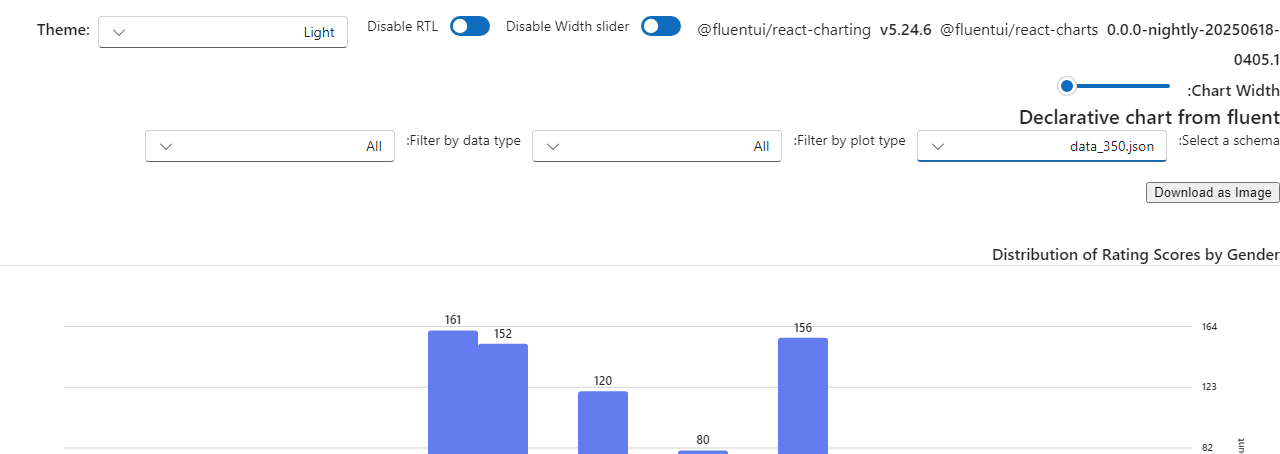 Theme:
Light
Disable RTL
Disable Width slider
@fluentui/react-charting v5.24.6 @fluentui/react-charts 0.0.0-nightly-20250618-
0405.1
:Chart Width
Declarative chart from fluent
:Select a schema
data_350.json
:Filter by plot type
All
:Filter by data type
All
Download as Image
Distribution of Rating Scores by Gender
161
152
120
80
156
164
123
82